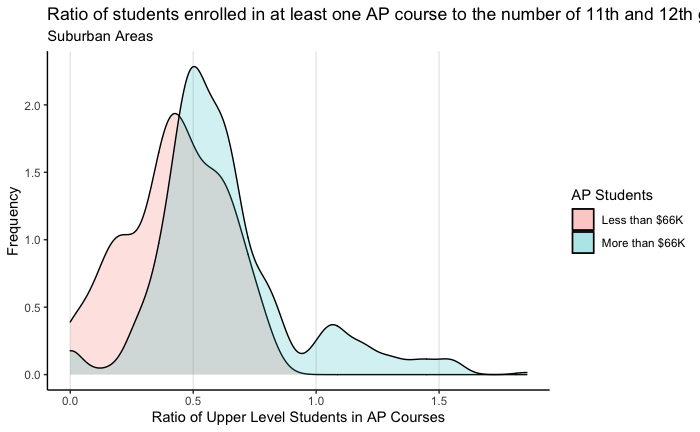 Ratio of students enrolled in at least one AP course to the number of 11th and 12th
Suburban Areas
2.0
1.5
1.0
0.5
0.0
Frequency
0.0 0.5 1.0 1.5
Ratio of Upper Level Students in AP Courses
AP Students
Less than $66K
More than $66K